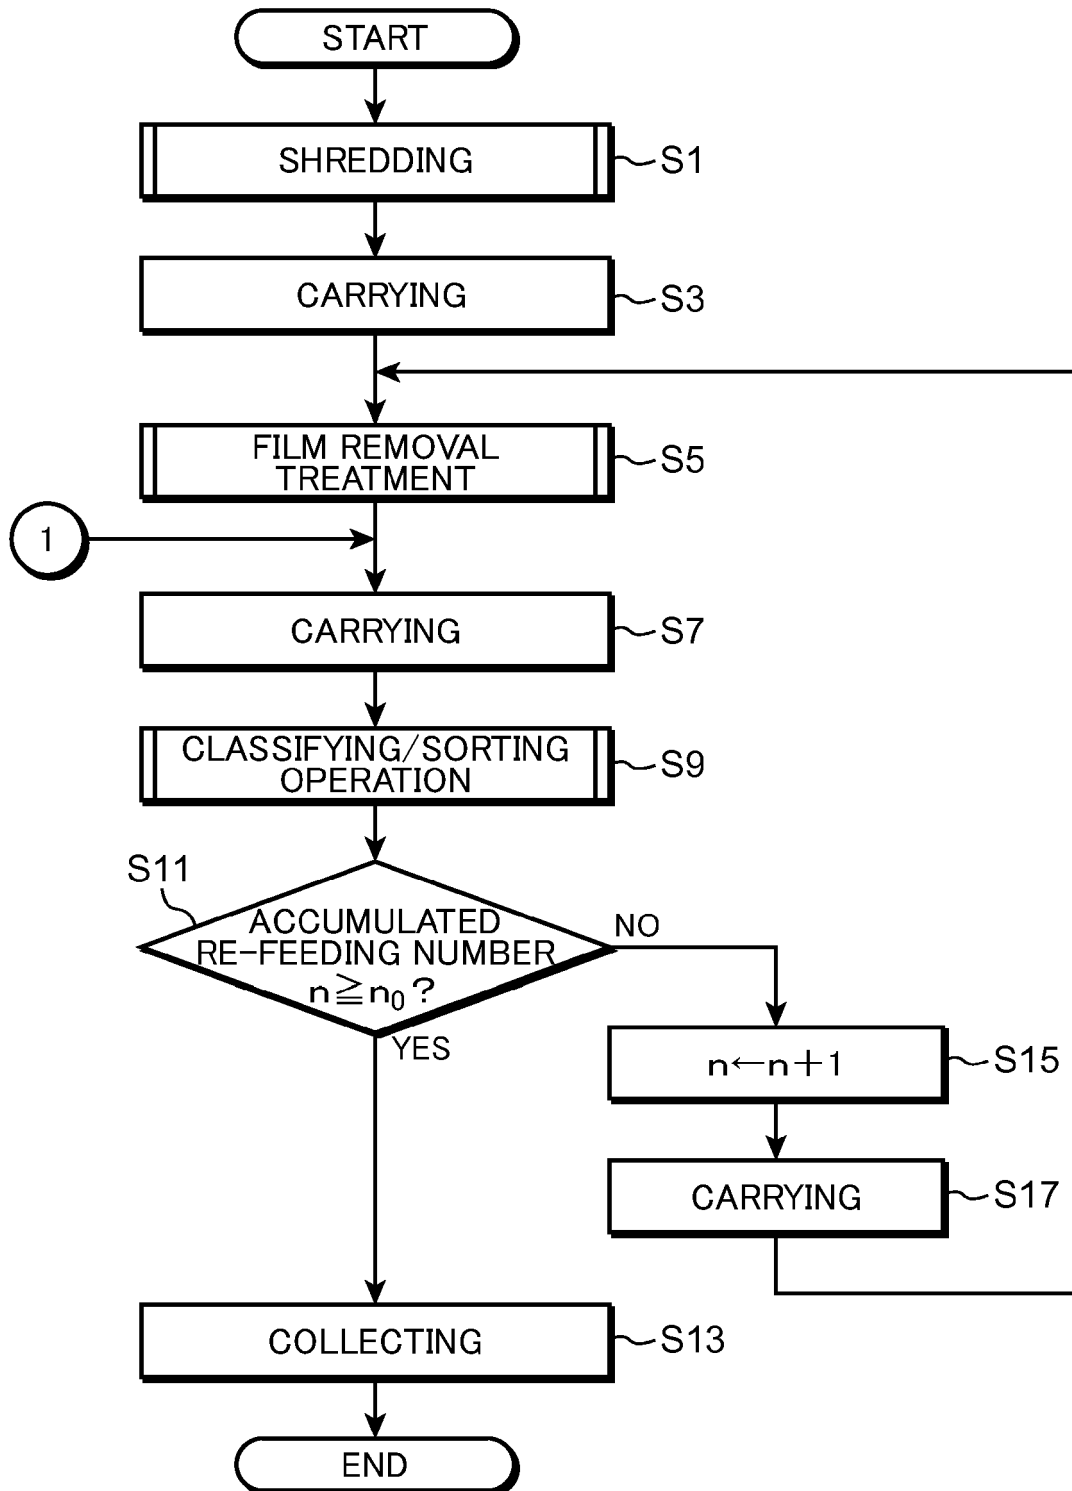 START
SHREDDING
S1
CARRYING
S3
FILM REMOVAL
TREATMENT
S5
1
CARRYING
S7
CLASSIFYING/SORTING
OPERATION
S9
S11
ACCUMULATED
RE-FEEDING NUMBER
n≧n₀?
NO
YES
n←n+1
S15
CARRYING
S17
COLLECTING
S13
END